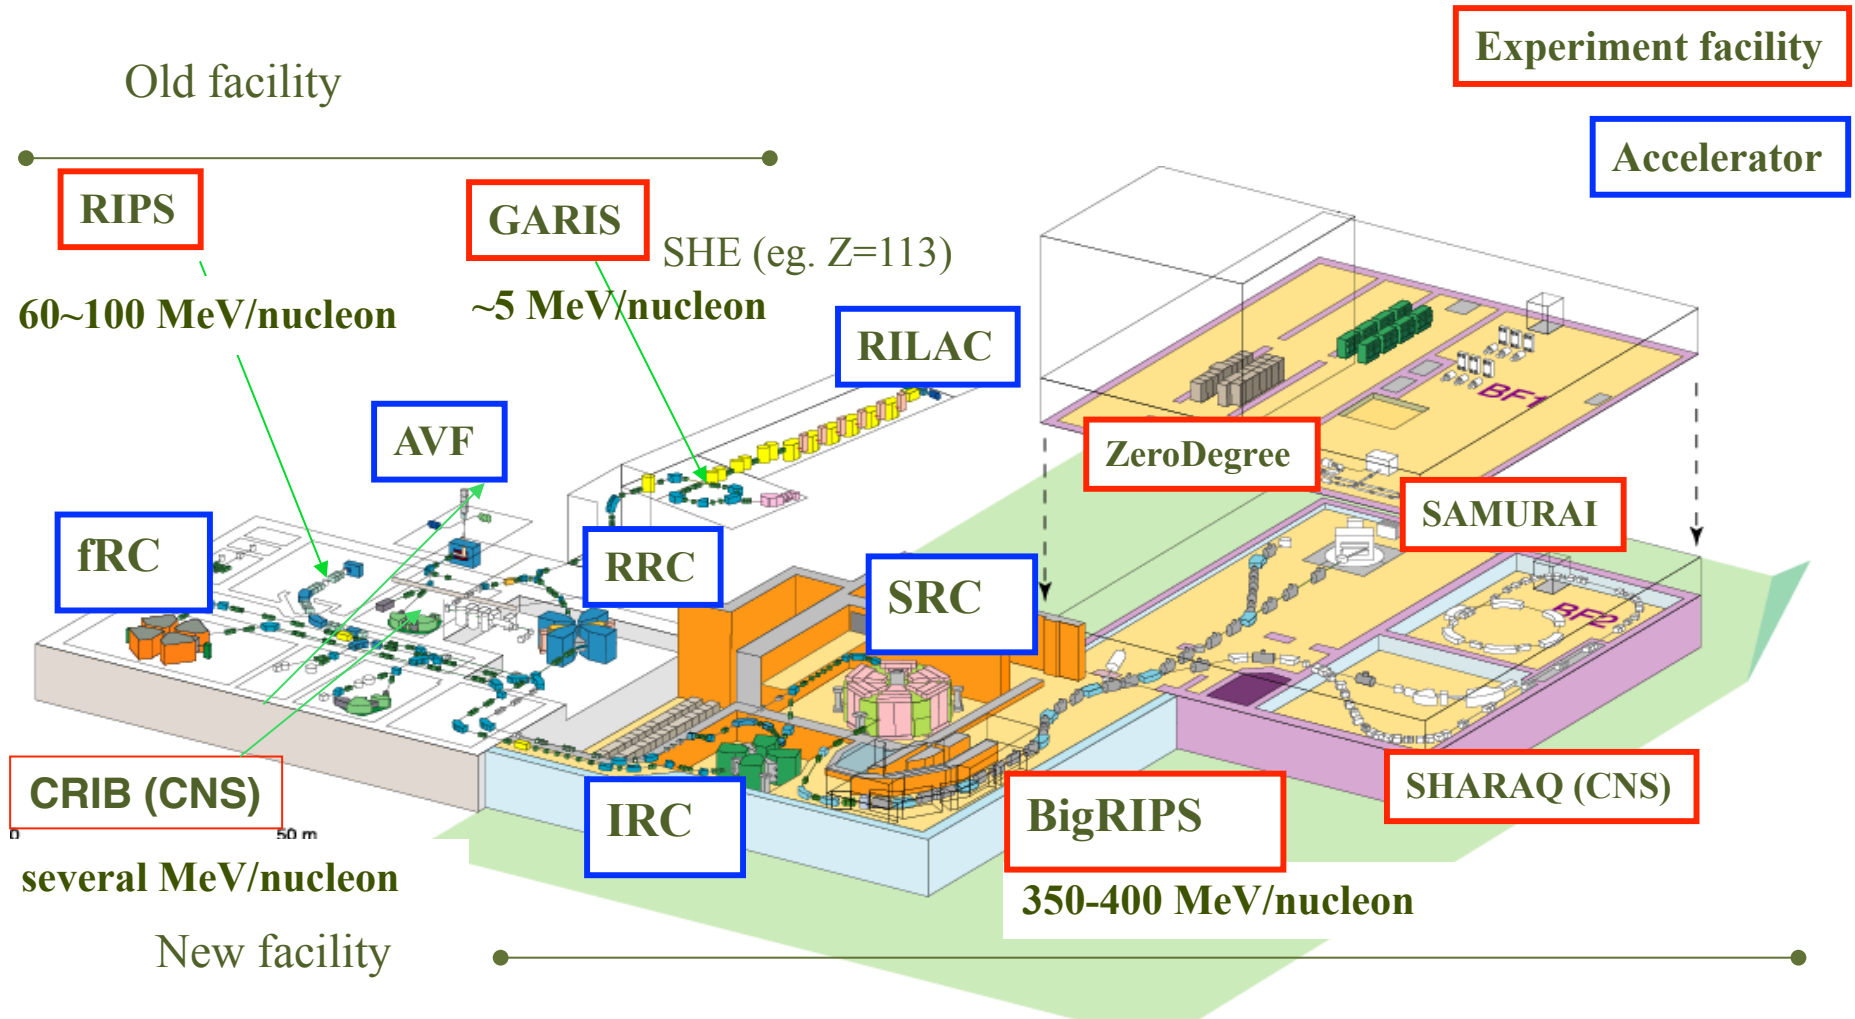 Experiment facility
Old facility
Accelerator
RIPS
GARIS
SHE (eg. Z=113)
60~100 MeV/nucleon
~5 MeV/nucleon
RILAC
BF1
AVF
ZeroDegree
SAMURAI
fRC
RRC
SRC
BF2
CRIB (CNS)
SHARAQ (CNS)
IRC
BigRIPS
0
50 m
several MeV/nucleon
350-400 MeV/nucleon
New facility